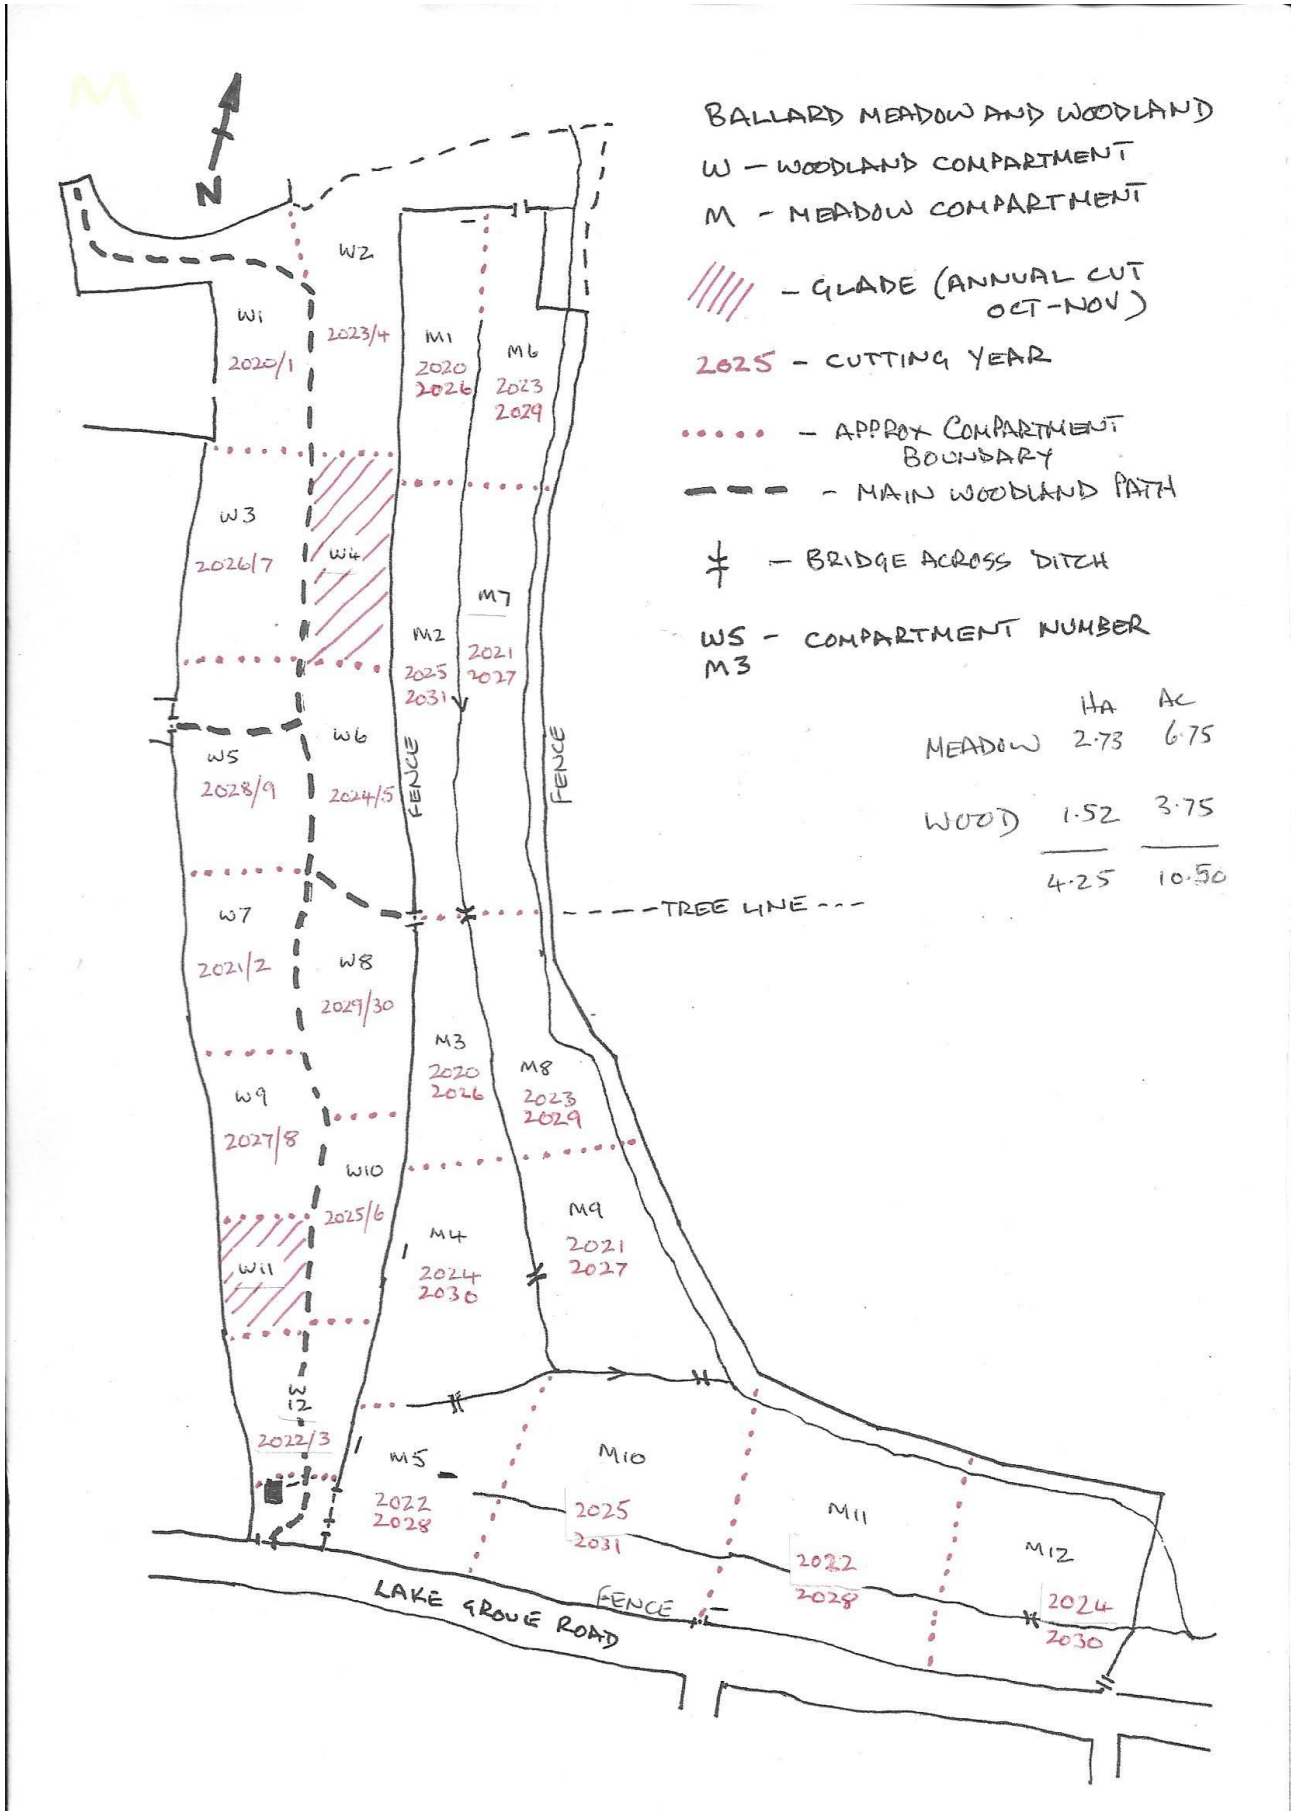 M
N
BALLARD MEADOW AND WOODLAND
W - WOODLAND COMPARTMENT
M - MEADOW COMPARTMENT
- GLADE (ANNUAL CUT
OCT-NOV)
2025 - CUTTING YEAR
- APPROX COMPARTMENT
BOUNDARY
- MAIN WOODLAND PATH
- BRIDGE ACROSS DITCH
W5 - COMPARTMENT NUMBER
M3
HA AC
MEADOW 2.73 6.75
WOOD 1.52 3.75
4.25 10.50
W1
2020/1
W2
2023/4
M1
2020
2026
M6
2023
2029
W3
2026/7
W4
M2
2025
2031
M7
2021
2027
W5
2028/9
W6
2024/5
FENCE
FENCE
W7
2021/2
W8
2029/30
----TREE LINE---
M3
2020
2026
M8
2023
2029
W9
2027/8
W10
2025/6
M4
2024
2030
M9
2021
2027
W11
W
12
2022/3
M5
2022
2028
M10
2025
2031
M11
2022
2028
M12
2024
2030
FENCE
LAKE GROVE ROAD